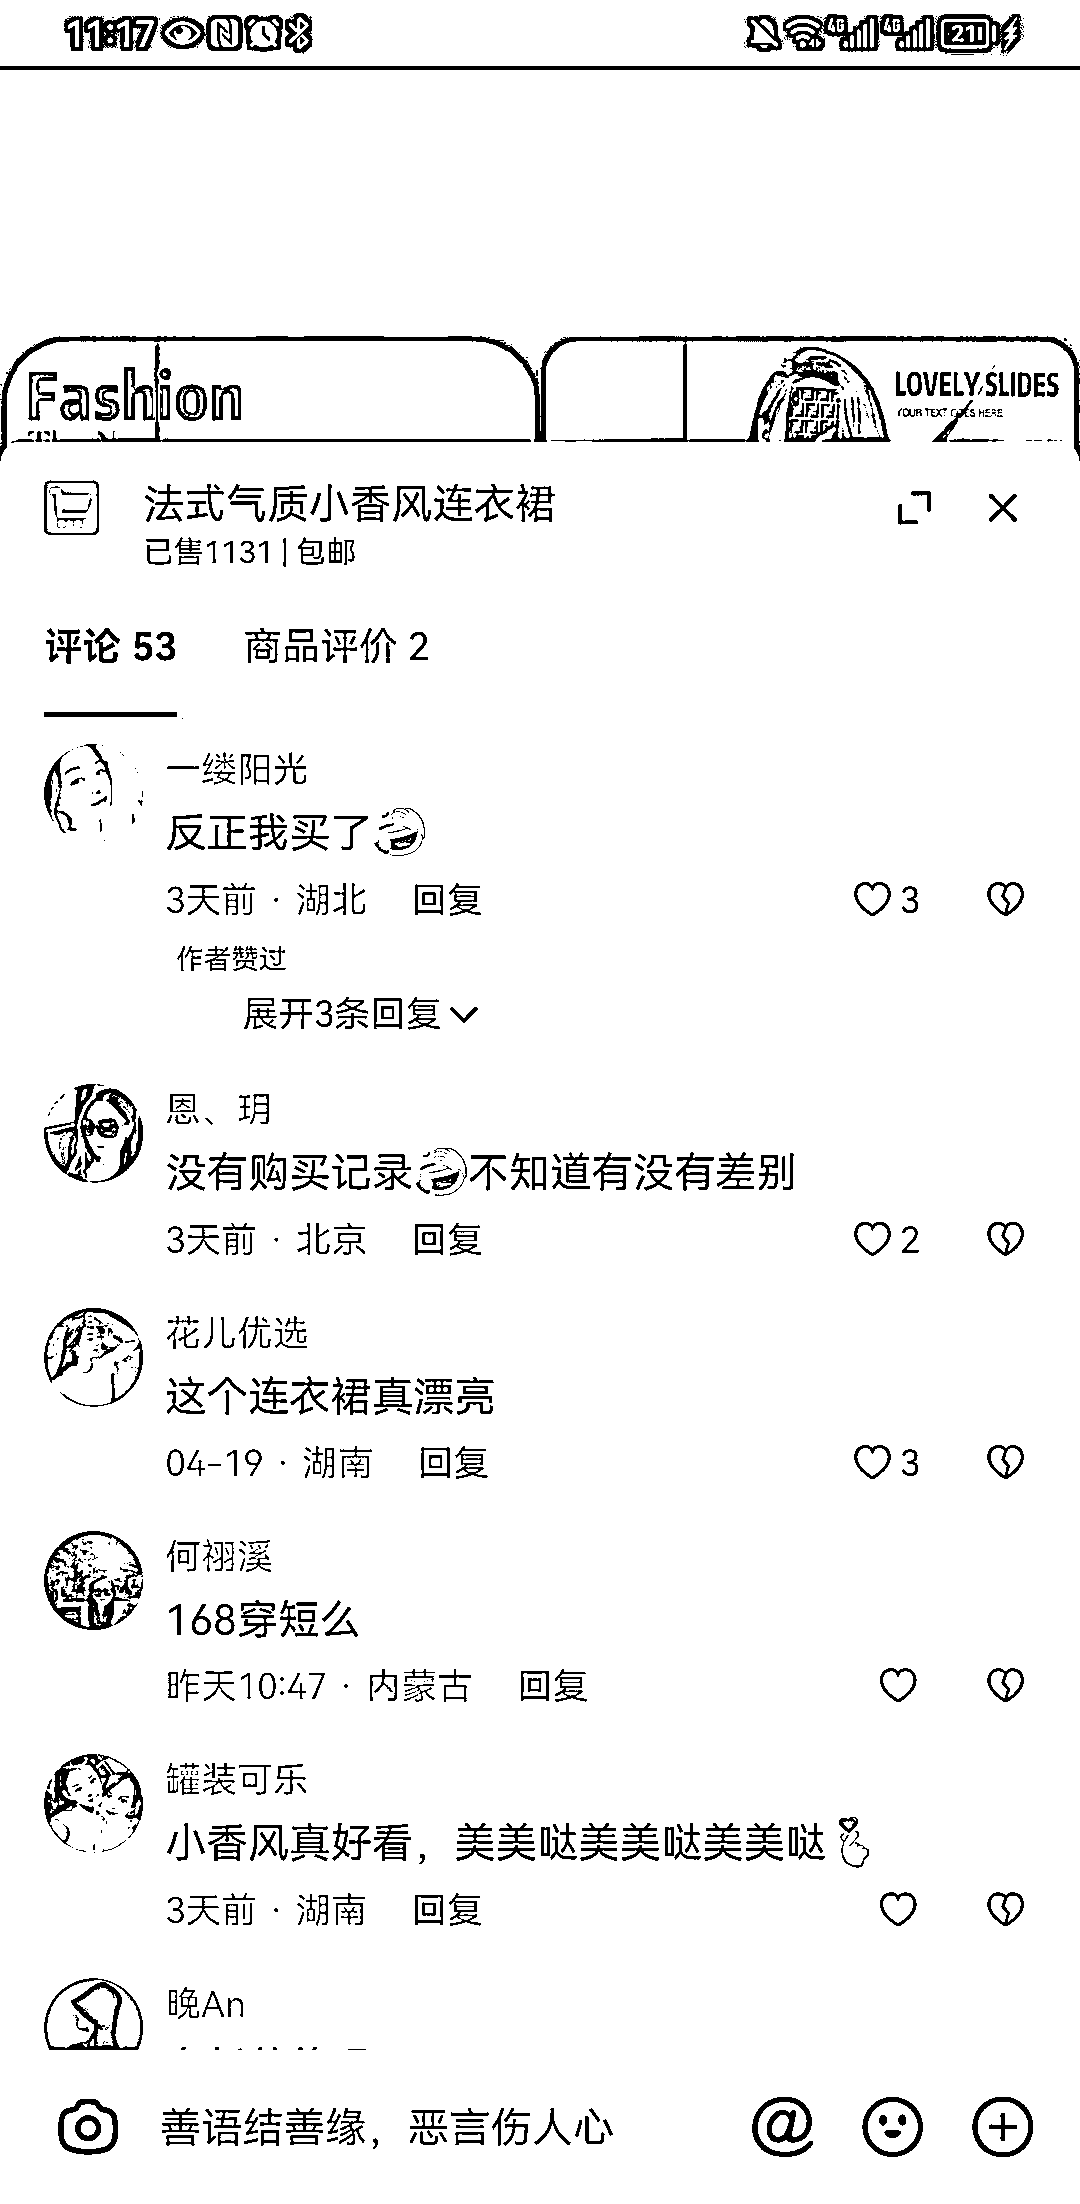 11:17
4G 4G 21
Fashion
LOVELY SLIDES
YOUR TEXT GOES HERE
法式气质小香风连衣裙
已售1131 | 包邮
评论 53 商品评价 2
一缕阳光
反正我买了
3天前 · 湖北 回复 3
作者赞过
展开3条回复
恩、玥
没有购买记录不知道有没有差别
3天前 · 北京 回复 2
花儿优选
这个连衣裙真漂亮
04-19 · 湖南 回复 3
何祤溪
168穿短么
昨天10:47 · 内蒙古 回复
罐装可乐
小香风真好看，美美哒美美哒美美哒
3天前 · 湖南 回复
晚An
善语结善缘，恶言伤人心